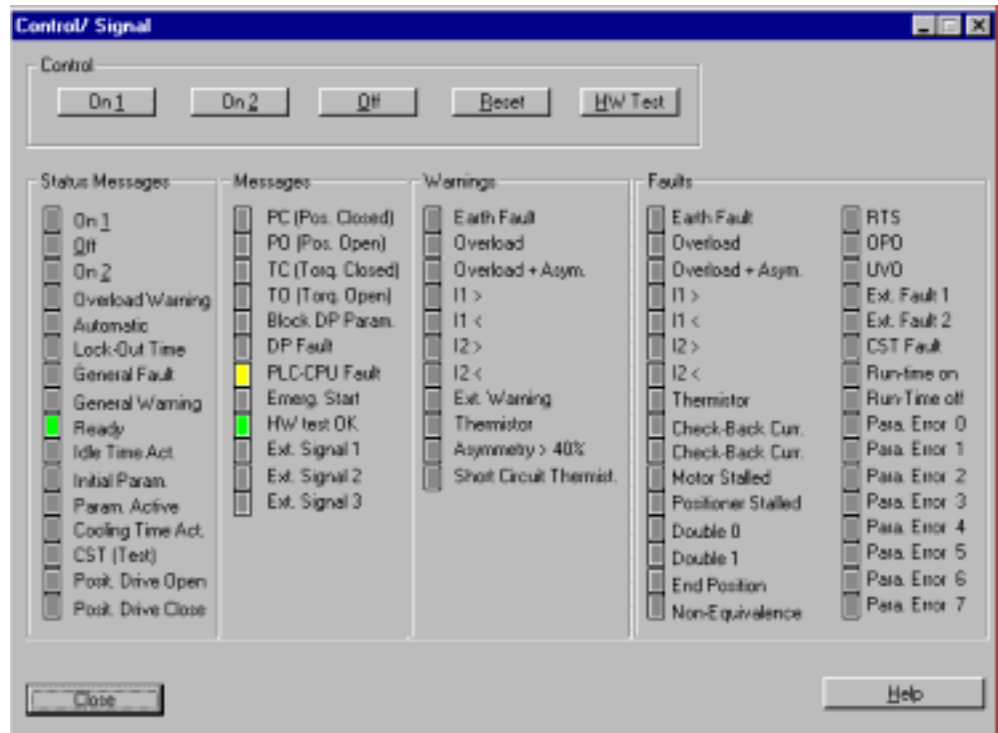 Control/ Signal
Control
On 1
On 2
Off
Reset
HW Test
Status Messages
On 1
Off
On 2
Overload Warning
Automatic
Lock-Out Time
General Fault
General Warning
Ready
Idle Time Act.
Initial Param.
Param. Active
Cooling Time Act.
CST (Test)
Posit. Drive Open
Posit. Drive Close
Messages
PC (Pos. Closed)
PO (Pos. Open)
TC (Torq. Closed)
TO (Torq. Open)
Block DP Param.
DP Fault
PLC-CPU Fault
Emerg. Start
HW test OK
Ext. Signal 1
Ext. Signal 2
Ext. Signal 3
Warnings
Earth Fault
Overload
Overload + Asym.
I1 >
I1 <
I2 >
I2 <
Ext. Warning
Thermistor
Asymmetry > 40%
Short Circuit Thermist.
Faults
Earth Fault
Overload
Overload + Asym.
I1 >
I1 <
I2 >
I2 <
Thermistor
Check-Back Curr.
Check-Back Curr.
Motor Stalled
Positioner Stalled
Double 0
Double 1
End Position
Non-Equivalence
RTS
OPO
UVO
Ext. Fault 1
Ext. Fault 2
CST Fault
Run-time on
Run-Time off
Para. Error 0
Para. Error 1
Para. Error 2
Para. Error 3
Para. Error 4
Para. Error 5
Para. Error 6
Para. Error 7
Close
Help